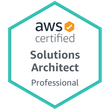 aws
certified
Solutions
Architect
Professional